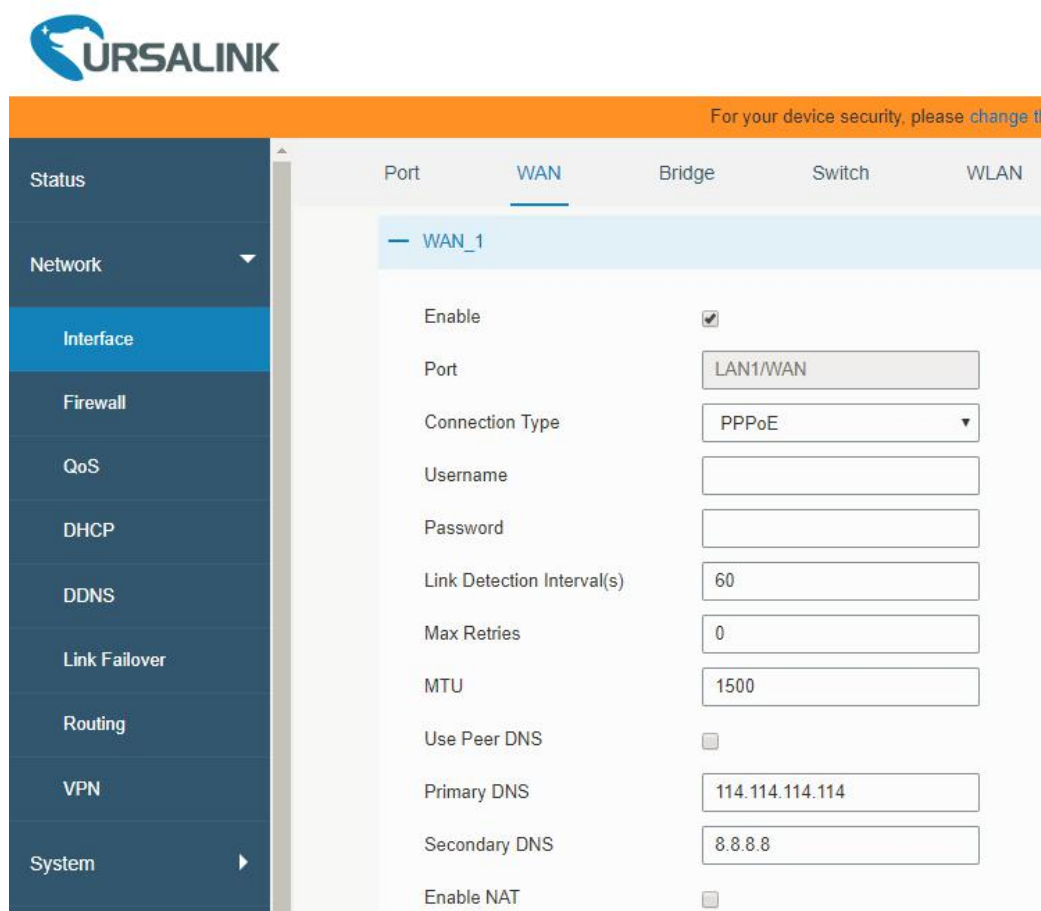 URSALINK
For your device security, please change
Status
Port WAN Bridge Switch WLAN
Network
WAN_1
Interface
Enable
Firewall
Port LAN1/WAN
QoS
Connection Type PPPoE
Username
DHCP
Password
DDNS
Link Detection Interval(s) 60
Link Failover
Max Retries 0
Routing
MTU 1500
VPN
Use Peer DNS
Primary DNS 114.114.114.114
System
Secondary DNS 8.8.8.8
Enable NAT